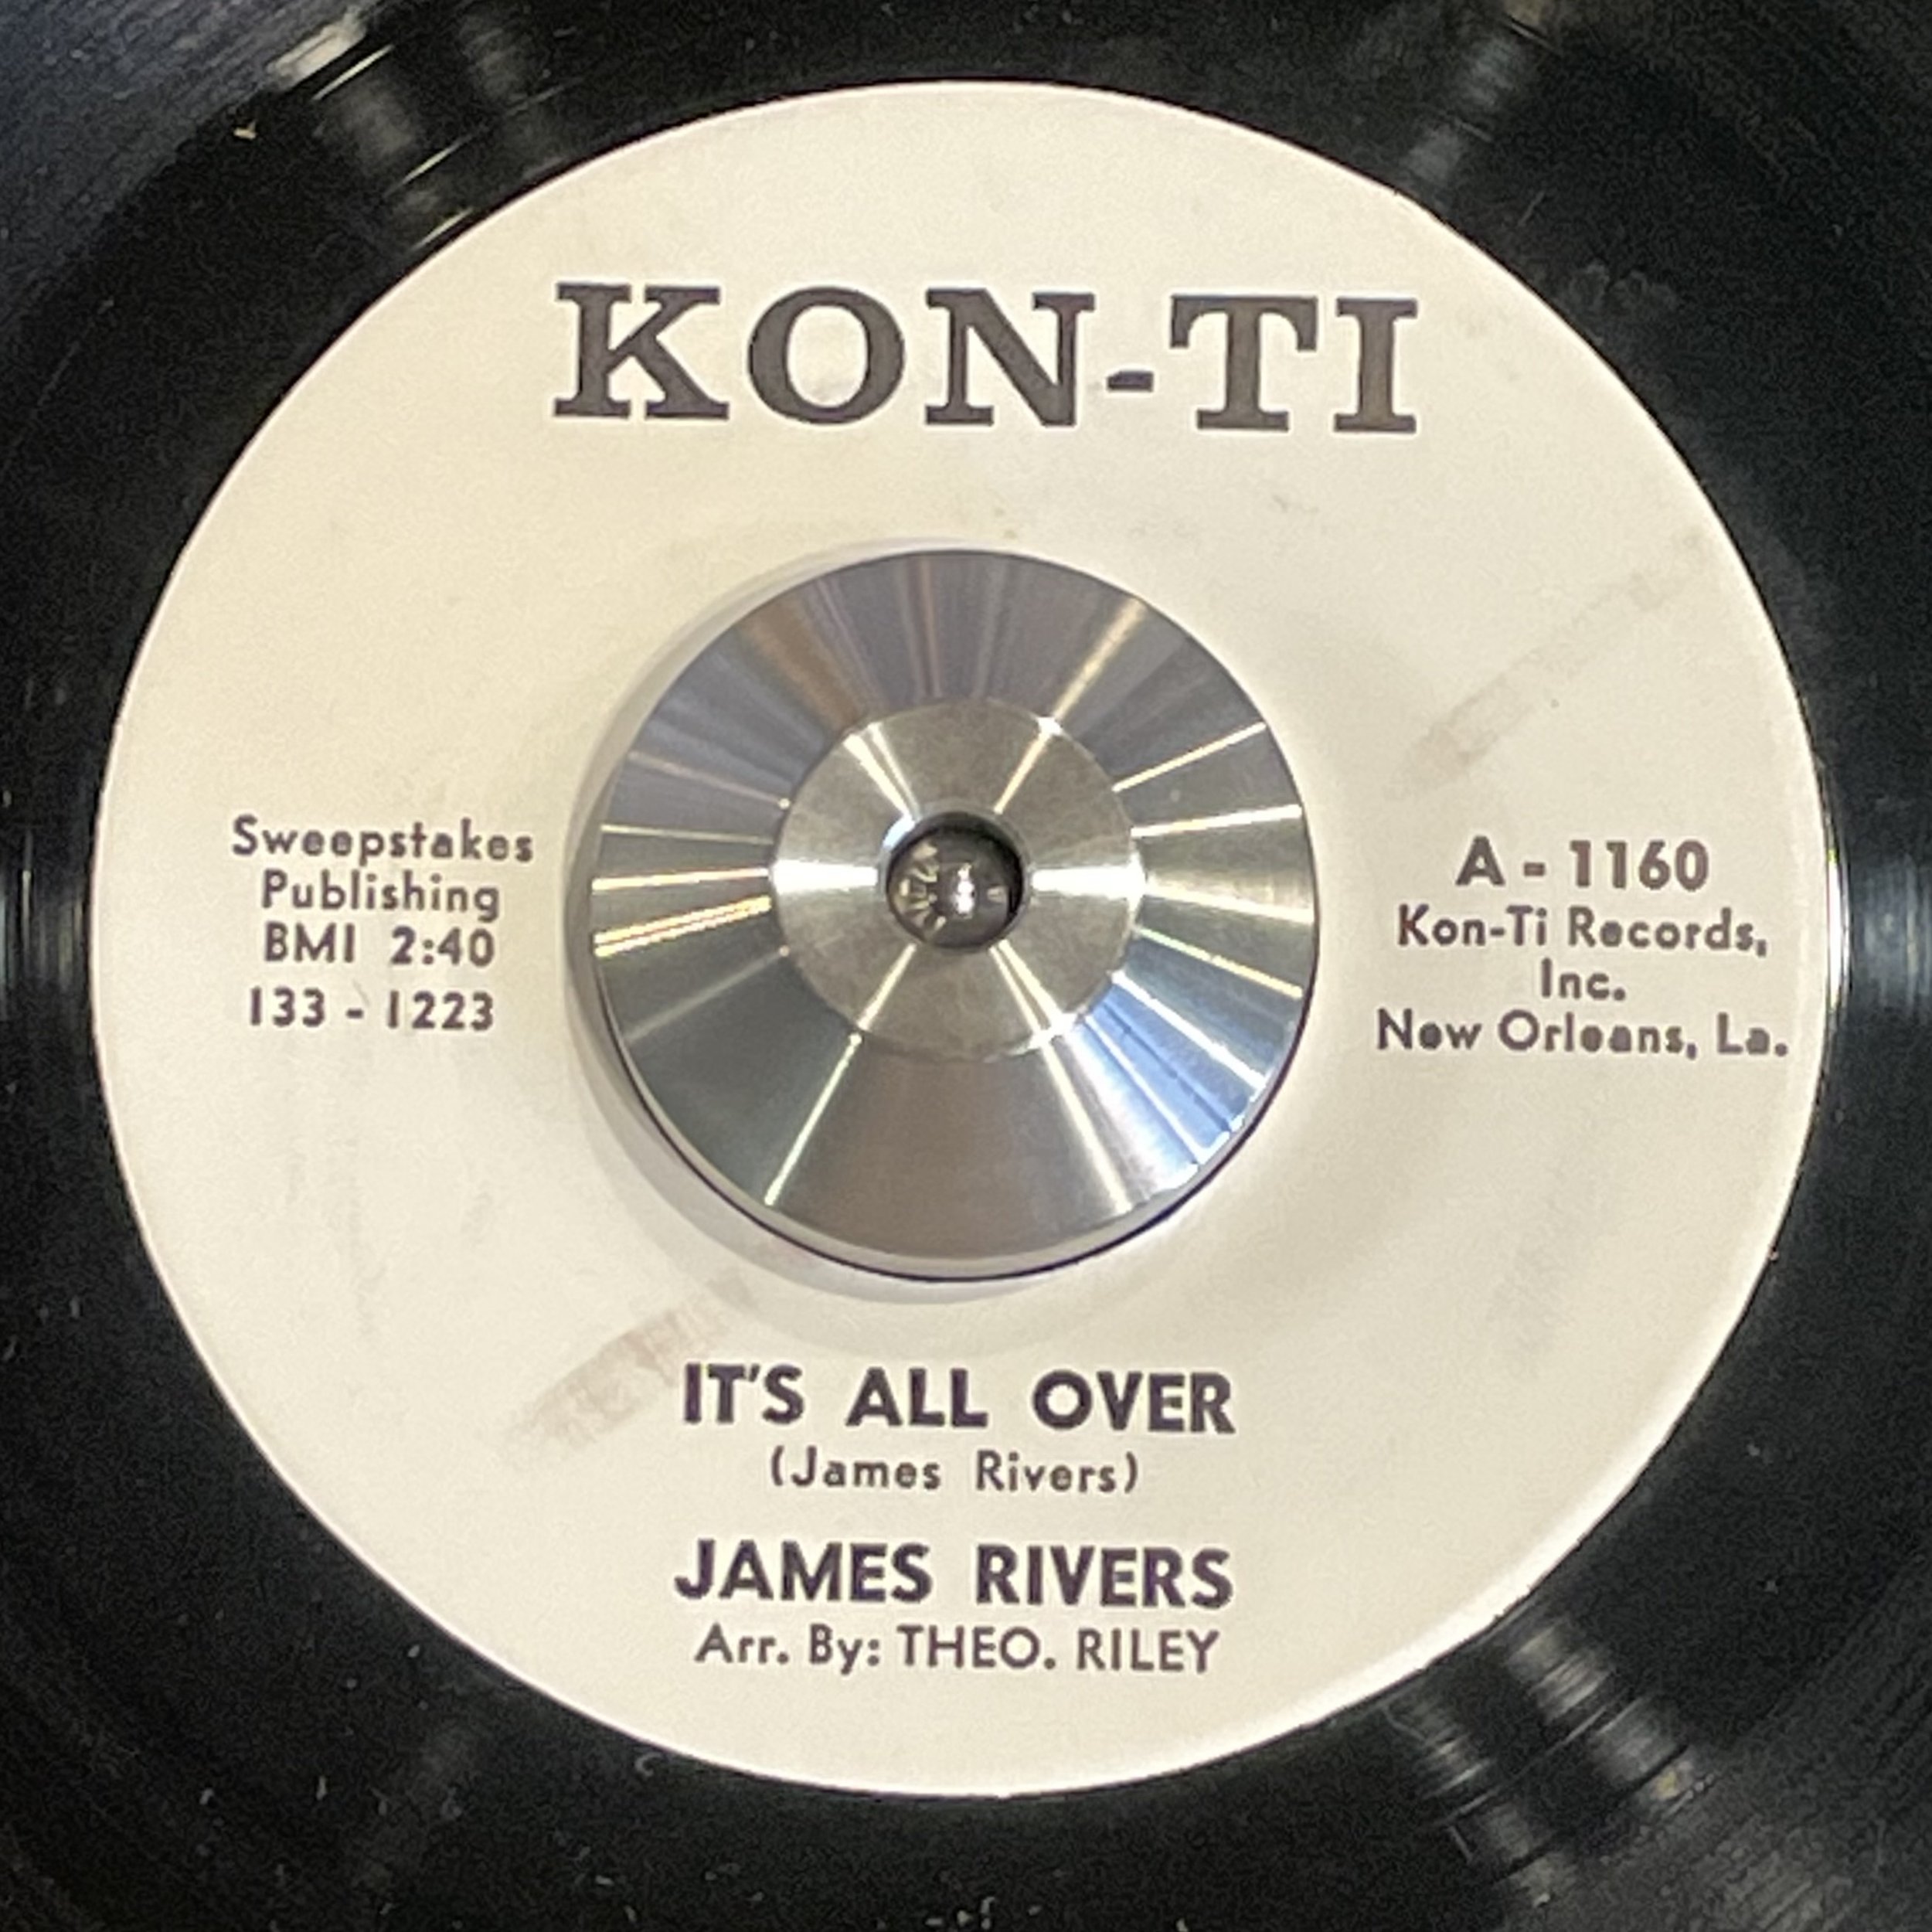 KON-TI
Sweepstakes
Publishing
BMI 2:40
133 - 1223
A - 1160
Kon-Ti Records,
Inc.
New Orleans, La.
IT'S ALL OVER
(James Rivers)
JAMES RIVERS
Arr. By: THEO. RILEY